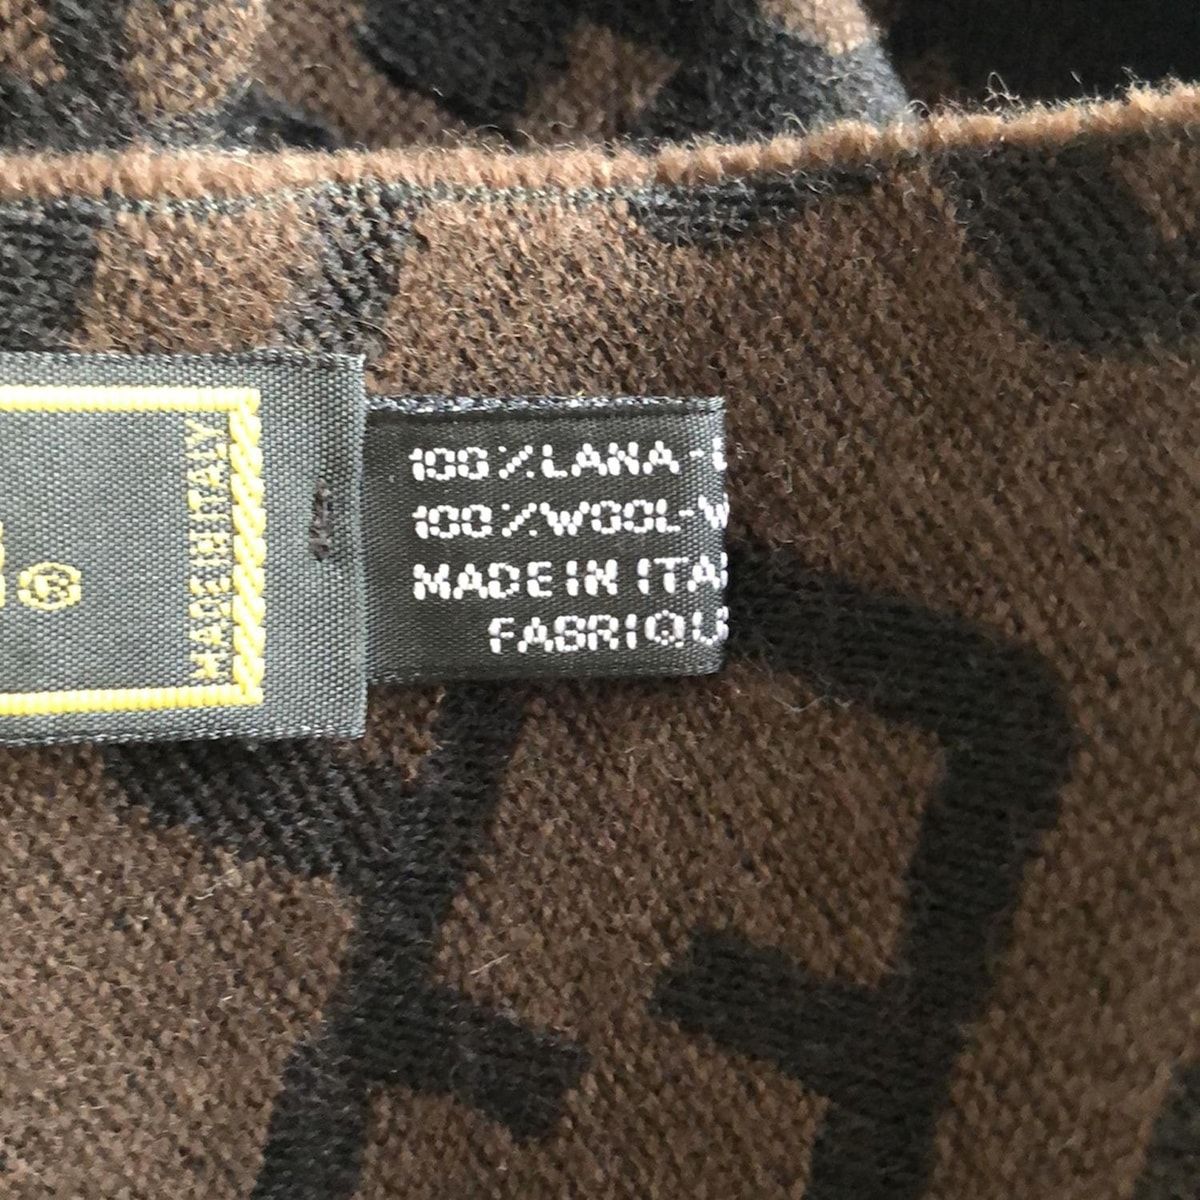 100%LANA-
100%WOOL-W
MADE IN ITA
FABRIQU
MADE IN ITALY
®